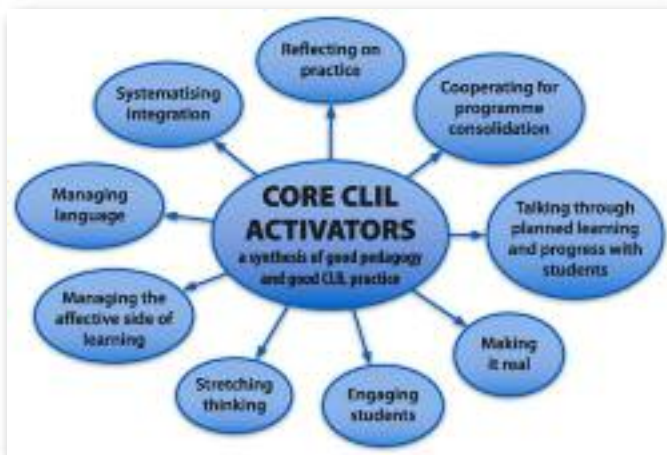 Reflecting on
practice
Cooperating for
programme
consolidation
Talking through
planned learning
and progress with
students
Making
it real
Engaging
students
Stretching
thinking
Managing the
affective side of
learning
Managing
language
Systematising
integration
CORE CLIL
ACTIVATORS
a synthesis of good pedagogy
and good CLIL practice